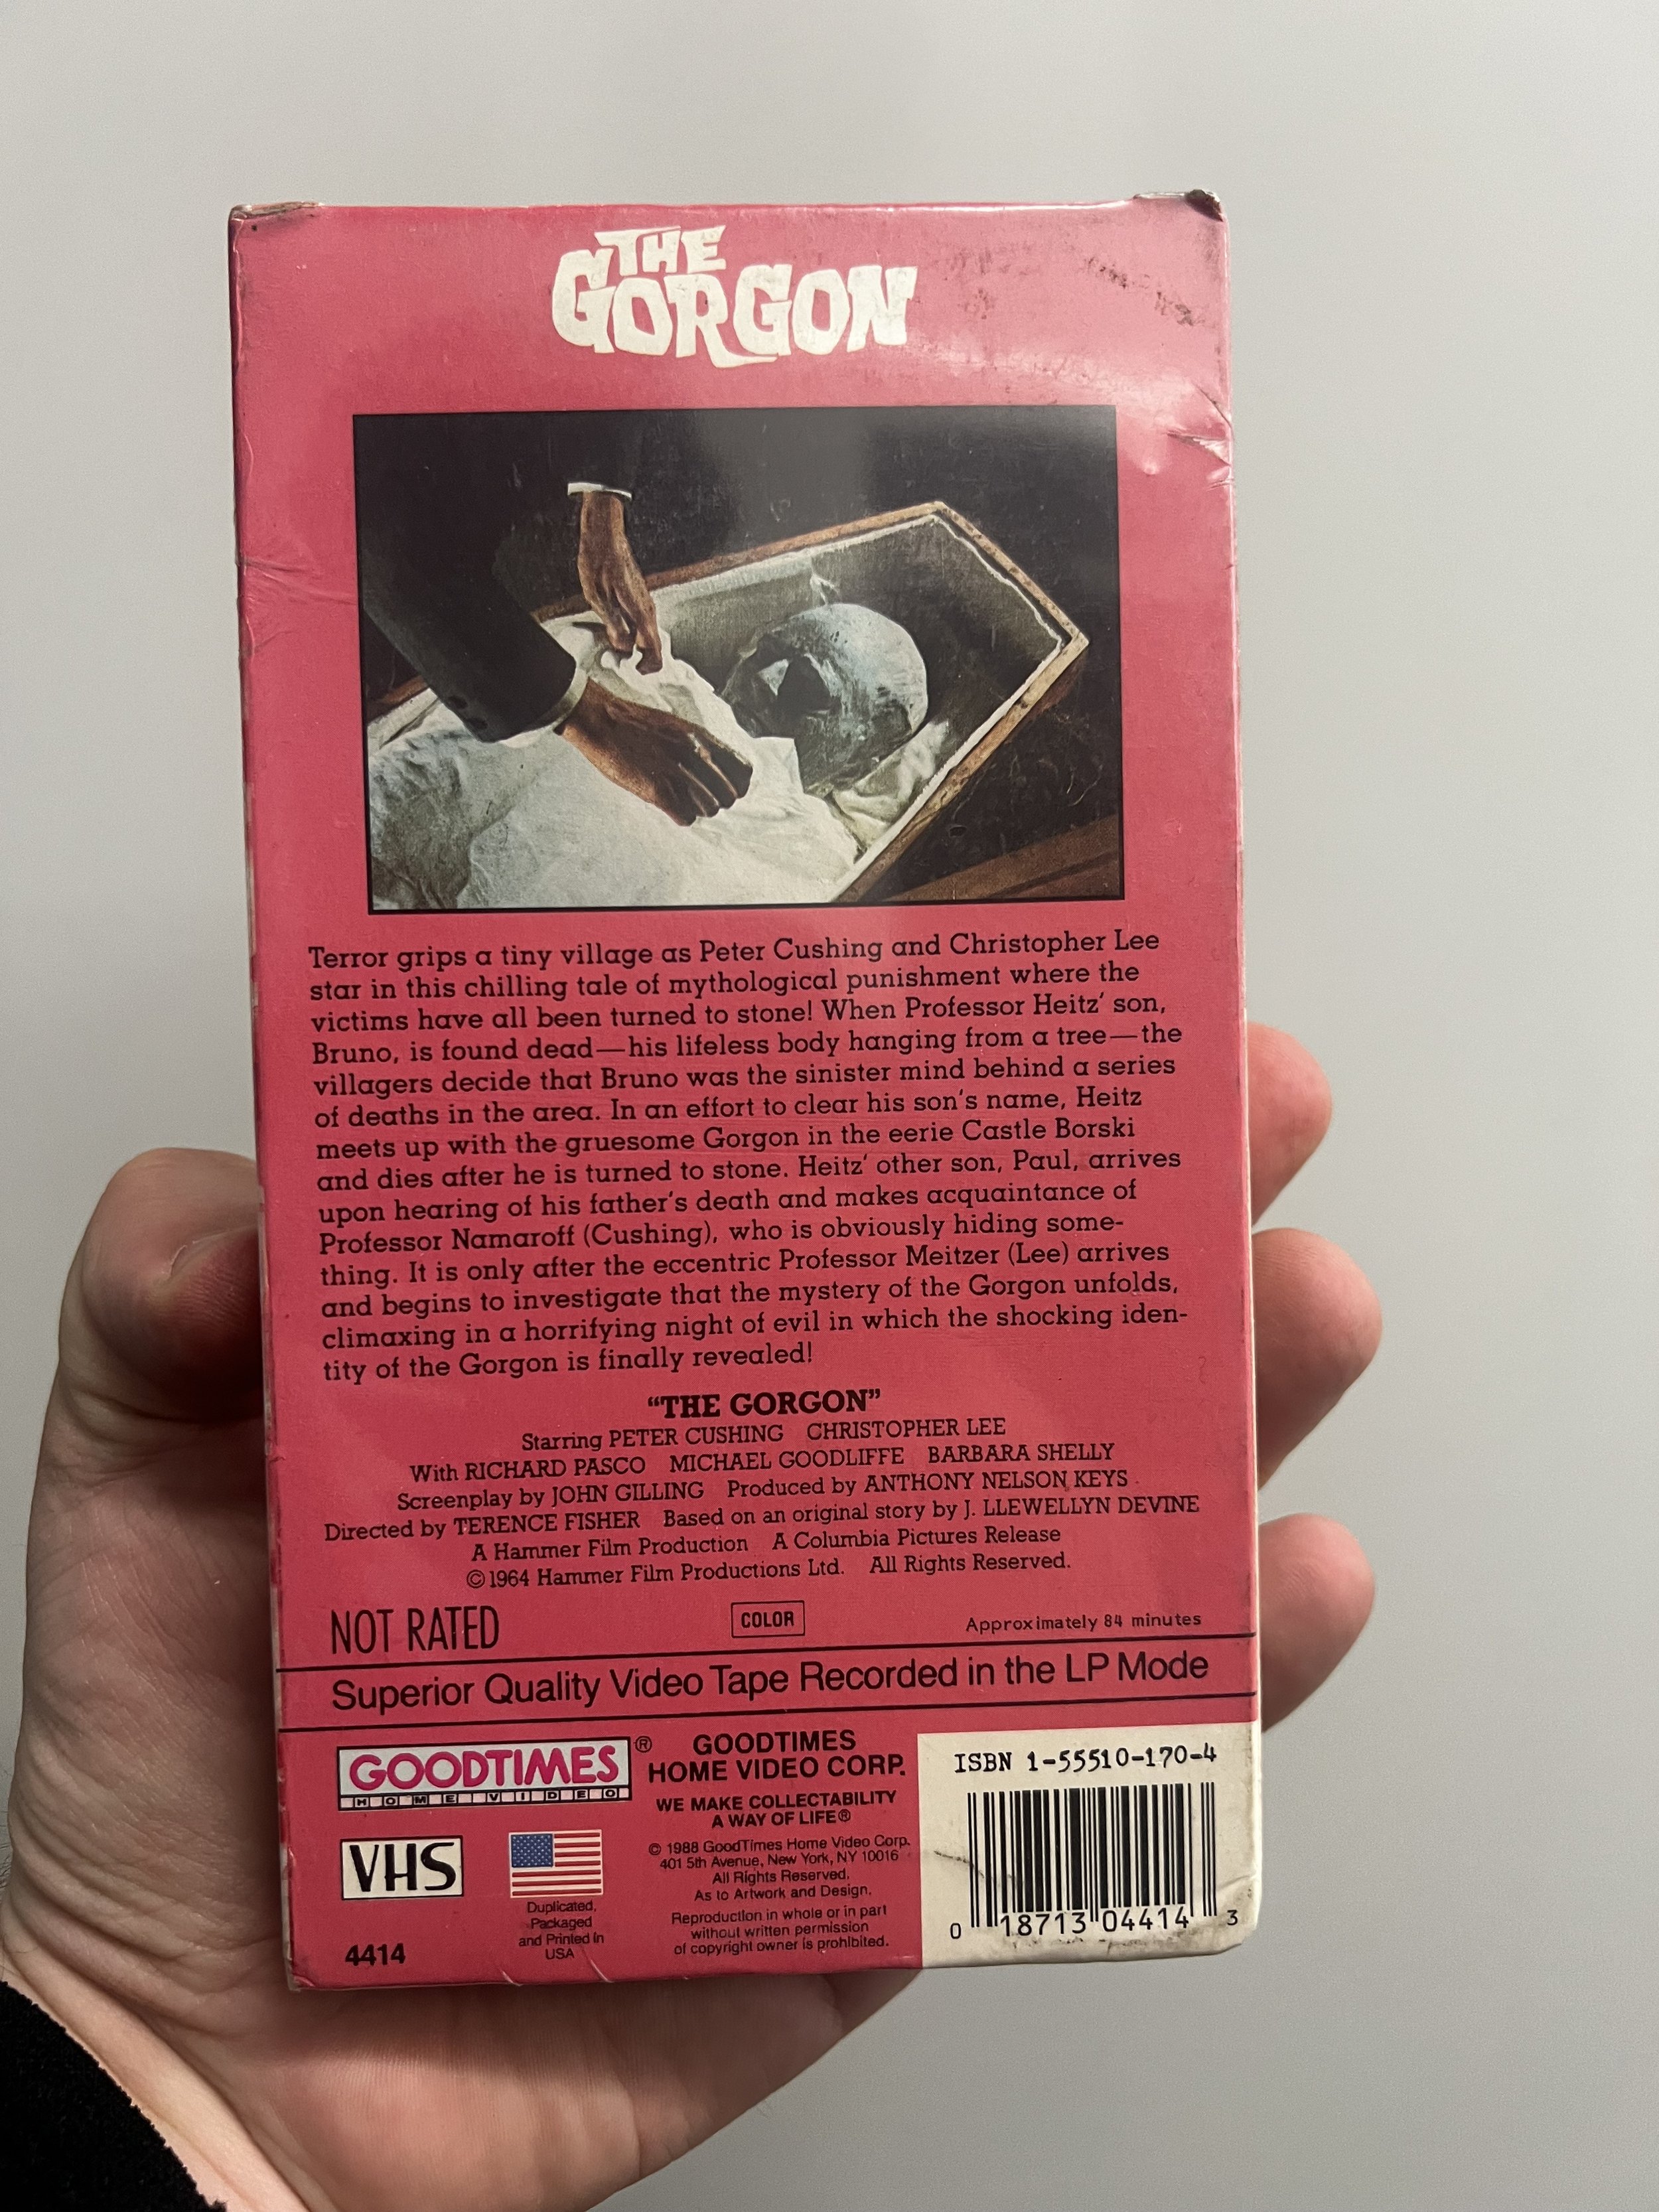 THE
GORGON
Terror grips a tiny village as Peter Cushing and Christopher Lee
star in this chilling tale of mythological punishment where the
victims have all been turned to stone! When Professor Heitz' son,
Bruno, is found dead—his lifeless body hanging from a tree—the
villagers decide that Bruno was the sinister mind behind a series
of deaths in the area. In an effort to clear his son's name, Heitz
meets up with the gruesome Gorgon in the eerie Castle Borski
and dies after he is turned to stone. Heitz' other son, Paul, arrives
upon hearing of his father's death and makes acquaintance of
Professor Namaroff (Cushing), who is obviously hiding some-
thing. It is only after the eccentric Professor Meitzer (Lee) arrives
and begins to investigate that the mystery of the Gorgon unfolds,
climaxing in a horrifying night of evil in which the shocking iden-
tity of the Gorgon is finally revealed!
"THE GORGON"
Starring PETER CUSHING CHRISTOPHER LEE
With RICHARD PASCO MICHAEL GOODLIFFE BARBARA SHELLY
Screenplay by JOHN GILLING Produced by ANTHONY NELSON KEYS
Directed by TERENCE FISHER Based on an original story by J. LLEWELLYN DEVINE
A Hammer Film Production A Columbia Pictures Release
©1964 Hammer Film Productions Ltd. All Rights Reserved.
NOT RATED COLOR Approximately 84 minutes
Superior Quality Video Tape Recorded in the LP Mode
GOODTIMES®
HOME VIDEO
VHS
4414
Duplicated,
Packaged
and Printed in
USA
GOODTIMES
HOME VIDEO CORP.
WE MAKE COLLECTABILITY
A WAY OF LIFE®
© 1988 GoodTimes Home Video Corp.
401 5th Avenue, New York, NY 10016
All Rights Reserved.
As to Artwork and Design.
Reproduction in whole or in part
without written permission
of copyright owner is prohibited.
ISBN 1-55510-170-4
0 18713 04414 3